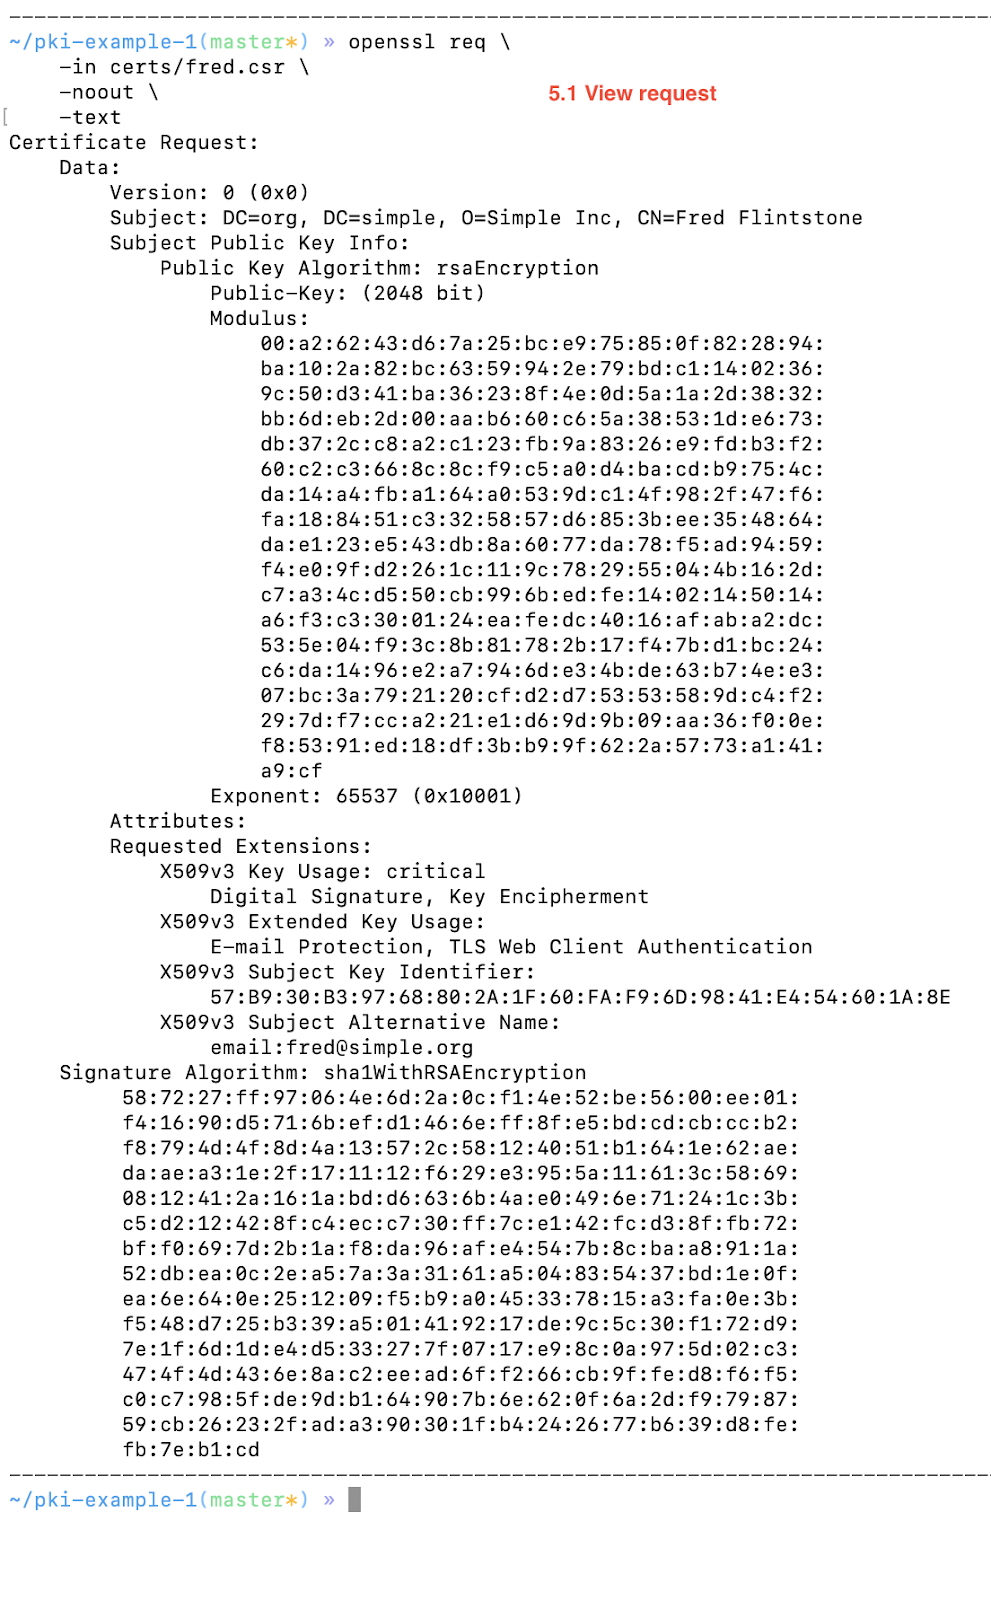 ~/pki-example-1(master*) » openssl req \
    -in certs/fred.csr \
    -noout \
5.1 View request
[    -text
Certificate Request:
    Data:
        Version: 0 (0x0)
        Subject: DC=org, DC=simple, O=Simple Inc, CN=Fred Flintstone
        Subject Public Key Info:
            Public Key Algorithm: rsaEncryption
                Public-Key: (2048 bit)
                Modulus:
                    00:a2:62:43:d6:7a:25:bc:e9:75:85:0f:82:28:94:
                    ba:10:2a:82:bc:63:59:94:2e:79:bd:c1:14:02:36:
                    9c:50:d3:41:ba:36:23:8f:4e:0d:5a:1a:2d:38:32:
                    bb:6d:eb:2d:00:aa:b6:60:c6:5a:38:53:1d:e6:73:
                    db:37:2c:c8:a2:c1:23:fb:9a:83:26:e9:fd:b3:f2:
                    60:c2:c3:66:8c:8c:f9:c5:a0:d4:ba:cd:b9:75:4c:
                    da:14:a4:fb:a1:64:a0:53:9d:c1:4f:98:2f:47:f6:
                    fa:18:84:51:c3:32:58:57:d6:85:3b:ee:35:48:64:
                    da:e1:23:e5:43:db:8a:60:77:da:78:f5:ad:94:59:
                    f4:e0:9f:d2:26:1c:11:9c:78:29:55:04:4b:16:2d:
                    c7:a3:4c:d5:50:cb:99:6b:ed:fe:14:02:14:50:14:
                    a6:f3:c3:30:01:24:ea:fe:dc:40:16:af:ab:a2:dc:
                    53:5e:04:f9:3c:8b:81:78:2b:17:f4:7b:d1:bc:24:
                    c6:da:14:96:e2:a7:94:6d:e3:4b:de:63:b7:4e:e3:
                    07:bc:3a:79:21:20:cf:d2:d7:53:53:58:9d:c4:f2:
                    29:7d:f7:cc:a2:21:e1:d6:9d:9b:09:aa:36:f0:0e:
                    f8:53:91:ed:18:df:3b:b9:9f:62:2a:57:73:a1:41:
                    a9:cf
                Exponent: 65537 (0x10001)
        Attributes:
        Requested Extensions:
            X509v3 Key Usage: critical
                Digital Signature, Key Encipherment
            X509v3 Extended Key Usage:
                E-mail Protection, TLS Web Client Authentication
            X509v3 Subject Key Identifier:
                57:B9:30:B3:97:68:80:2A:1F:60:FA:F9:6D:98:41:E4:54:60:1A:8E
            X509v3 Subject Alternative Name:
                email:fred@simple.org
    Signature Algorithm: sha1WithRSAEncryption
         58:72:27:ff:97:06:4e:6d:2a:0c:f1:4e:52:be:56:00:ee:01:
         f4:16:90:d5:71:6b:ef:d1:46:6e:ff:8f:e5:bd:cd:cb:cc:b2:
         f8:79:4d:4f:8d:4a:13:57:2c:58:12:40:51:b1:64:1e:62:ae:
         da:ae:a3:1e:2f:17:11:12:f6:29:e3:95:5a:11:61:3c:58:69:
         08:12:41:2a:16:1a:bd:d6:63:6b:4a:e0:49:6e:71:24:1c:3b:
         c5:d2:12:42:8f:c4:ec:c7:30:ff:7c:e1:42:fc:d3:8f:fb:72:
         bf:f0:69:7d:2b:1a:f8:da:96:af:e4:54:7b:8c:ba:a8:91:1a:
         52:db:ea:0c:2e:a5:7a:3a:31:61:a5:04:83:54:37:bd:1e:0f:
         ea:6e:64:0e:25:12:09:f5:b9:a0:45:33:78:15:a3:fa:0e:3b:
         f5:48:d7:25:b3:39:a5:01:41:92:17:de:9c:5c:30:f1:72:d9:
         7e:1f:6d:1d:e4:d5:33:27:7f:07:17:e9:8c:0a:97:5d:02:c3:
         47:4f:4d:43:6e:8a:c2:ee:ad:6f:f2:66:cb:9f:fe:d8:f6:f5:
         c0:c7:98:5f:de:9d:b1:64:90:7b:6e:62:0f:6a:2d:f9:79:87:
         59:cb:26:23:2f:ad:a3:90:30:1f:b4:24:26:77:b6:39:d8:fe:
         fb:7e:b1:cd
~/pki-example-1(master*) »